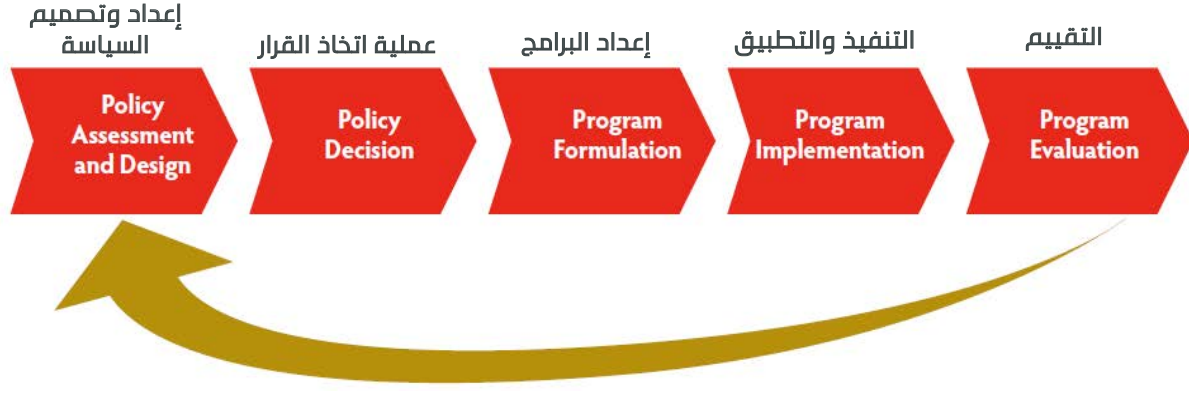 إعداد وتصميم
السياسة
Policy
Assessment
and Design
عملية اتخاذ القرار
Policy
Decision
إعداد البرامج
Program
Formulation
التنفيذ والتطبيق
Program
Implementation
التقييم
Program
Evaluation